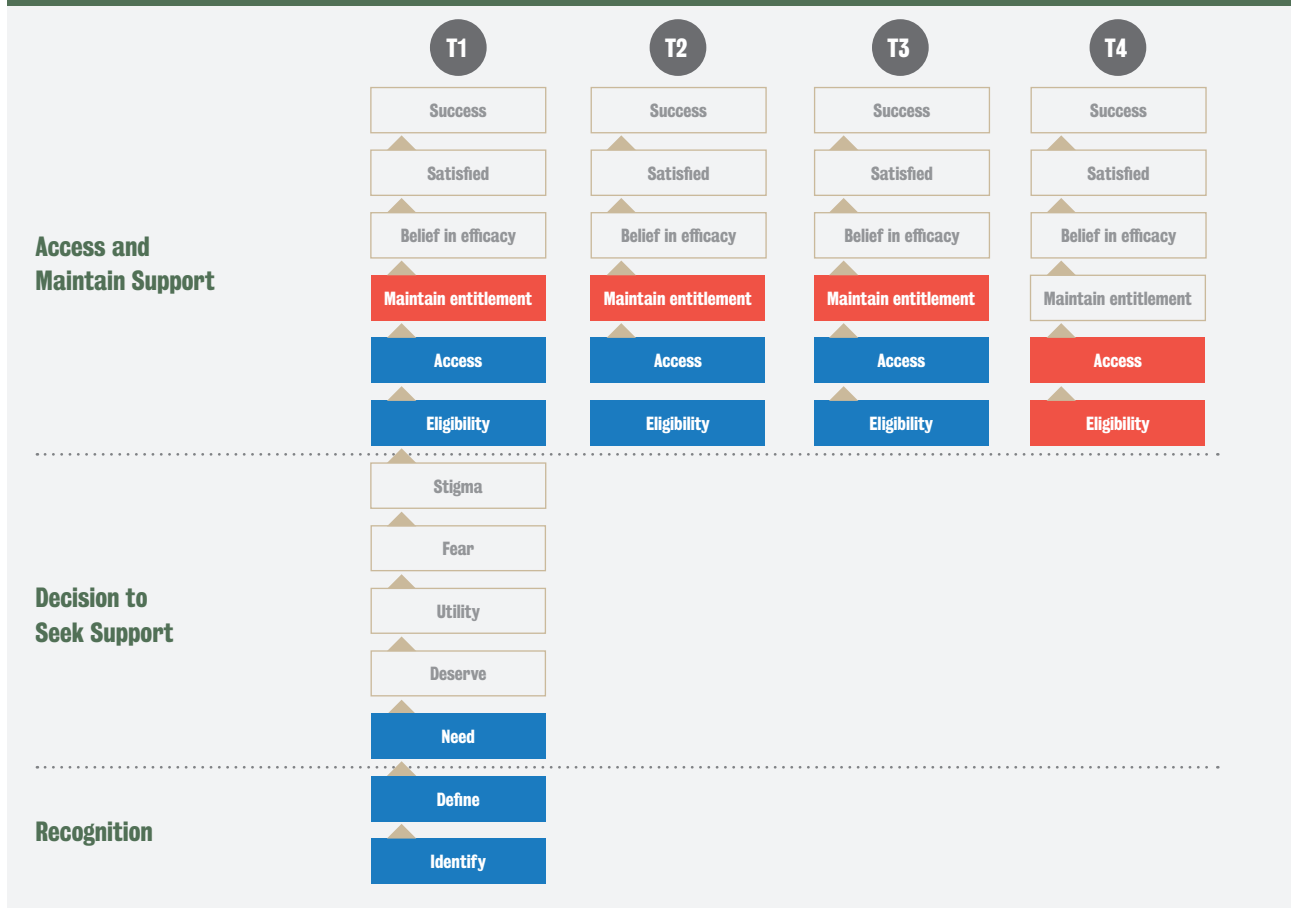 T1
T2
T3
T4
Success
Success
Success
Success
Satisfied
Satisfied
Satisfied
Satisfied
Access and
Maintain Support
Belief in efficacy
Belief in efficacy
Belief in efficacy
Belief in efficacy
Maintain entitlement
Maintain entitlement
Maintain entitlement
Maintain entitlement
Access
Access
Access
Access
Eligibility
Eligibility
Eligibility
Eligibility
Decision to
Seek Support
Stigma
Fear
Utility
Deserve
Need
Recognition
Define
Identify